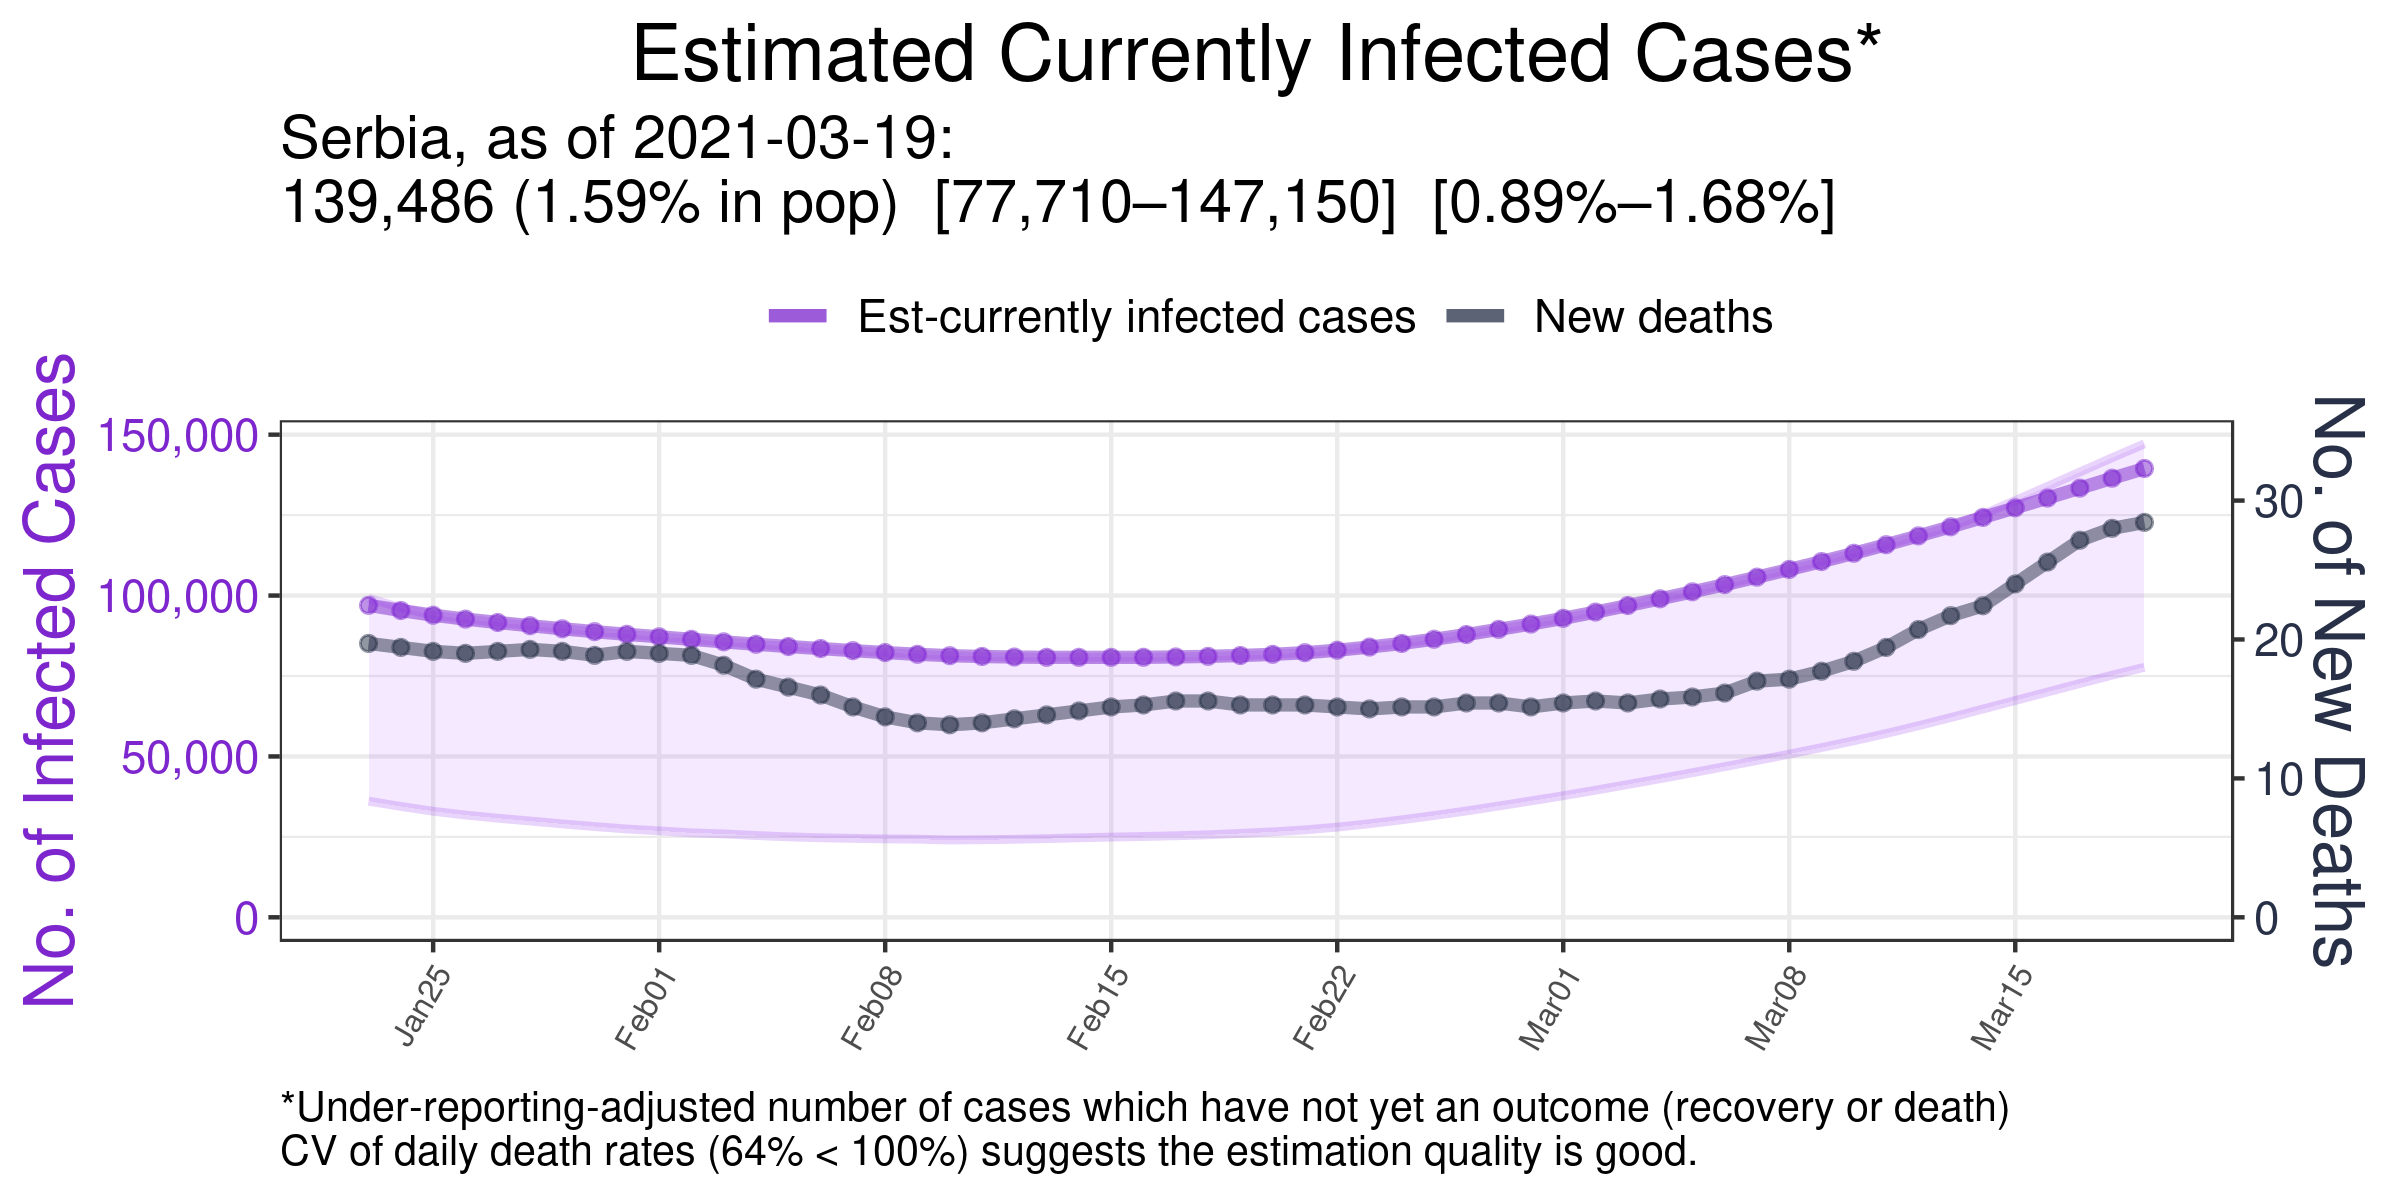 Estimated Currently Infected Cases*
Serbia, as of 2021-03-19:
139,486 (1.59% in pop)  [77,710–147,150]  [0.89%–1.68%]
Est-currently infected cases
New deaths
No. of Infected Cases
150,000
100,000
50,000
0
30
20
10
0
No. of New Deaths
Jan25
Feb01
Feb08
Feb15
Feb22
Mar01
Mar08
Mar15
*Under-reporting-adjusted number of cases which have not yet an outcome (recovery or death)
CV of daily death rates (64% < 100%) suggests the estimation quality is good.